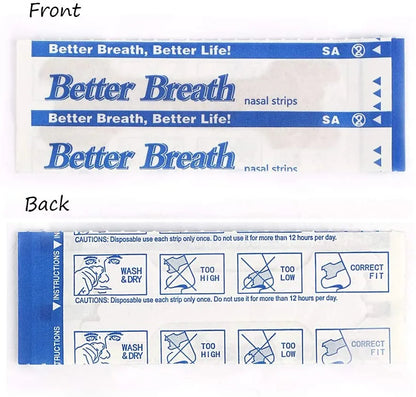 Front
Better Breath, Better Life! SA
Better Breath nasal strips
Better Breath, Better Life! SA
Better Breath nasal strips
Back
INSTRUCTIONS
CAUTIONS: Disposable use each strip only once. Do not use it for more than 12 hours per day.
WASH & DRY
TOO HIGH
TOO LOW
CORRECT FIT
CAUTIONS: Disposable use each strip only once. Do not use it for more than 12 hours per day.
WASH & DRY
TOO HIGH
TOO LOW
CORRECT FIT
TRUCTIONS